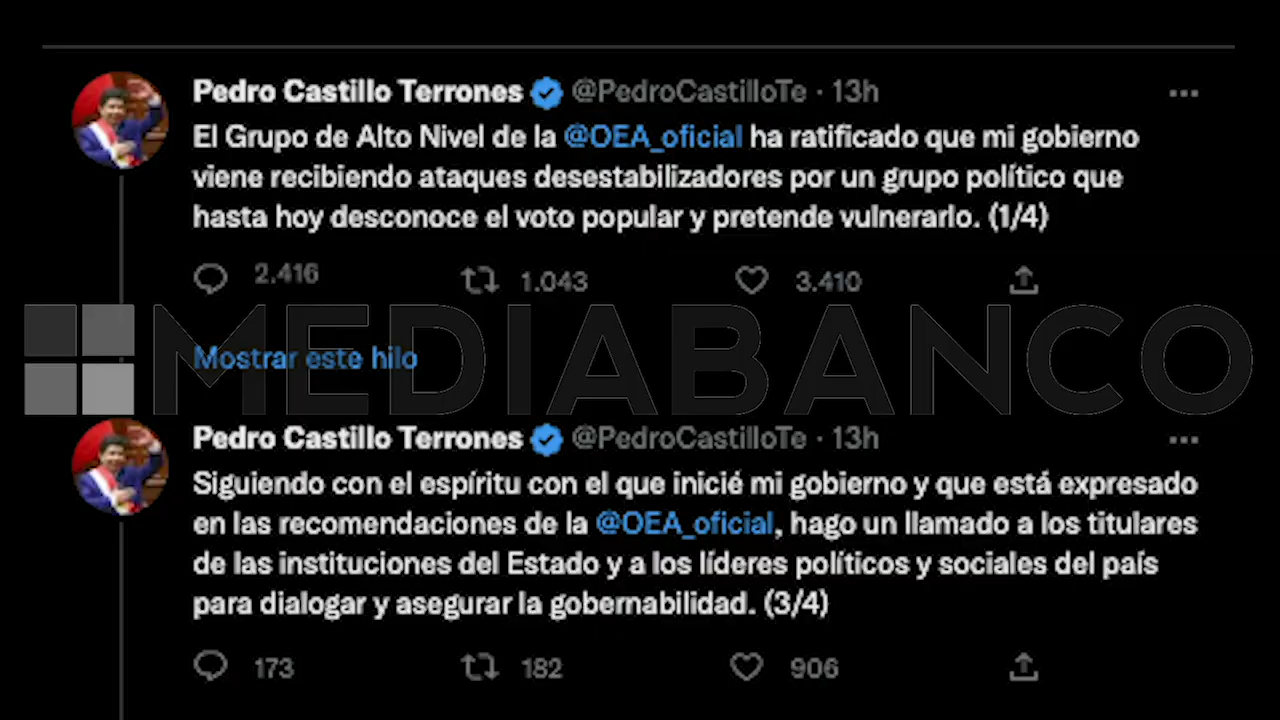 Pedro Castillo Terrones @PedroCastilloTe · 13h
El Grupo de Alto Nivel de la @OEA_oficial ha ratificado que mi gobierno
viene recibiendo ataques desestabilizadores por un grupo político que
hasta hoy desconoce el voto popular y pretende vulnerarlo. (1/4)
2.416 1.043 3.410
MEDIABANCO
Mostrar este hilo
Pedro Castillo Terrones @PedroCastilloTe · 13h
Siguiendo con el espíritu con el que inicié mi gobierno y que está expresado
en las recomendaciones de la @OEA_oficial, hago un llamado a los titulares
de las instituciones del Estado y a los líderes políticos y sociales del país
para dialogar y asegurar la gobernabilidad. (3/4)
173 182 906